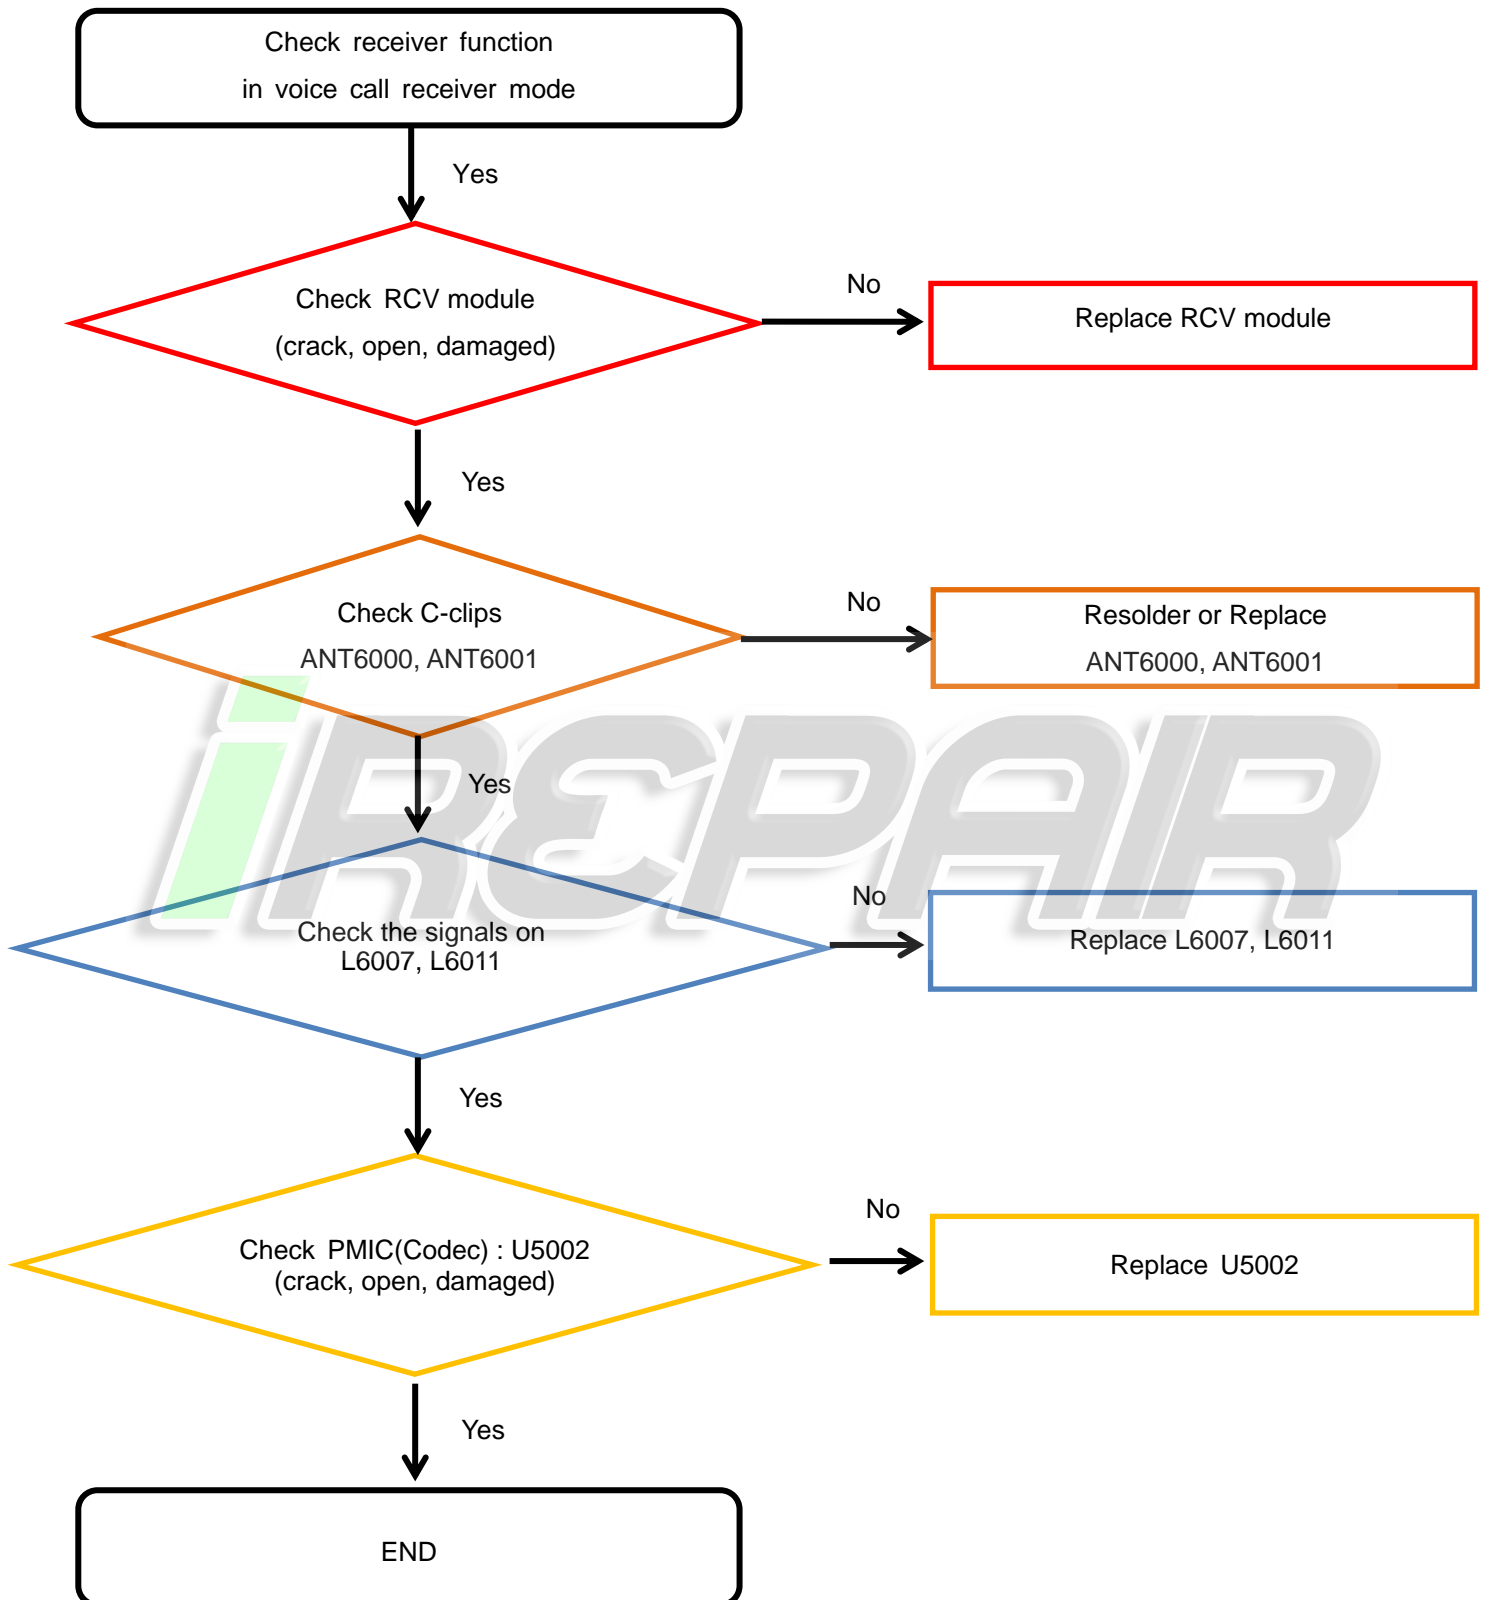 Check receiver function
in voice call receiver mode
Yes
Check RCV module
(crack, open, damaged)
No
Replace RCV module
Yes
Check C-clips
ANT6000, ANT6001
No
Resolder or Replace
ANT6000, ANT6001
iREPAIR
Yes
Check the signals on
L6007, L6011
No
Replace L6007, L6011
Yes
Check PMIC(Codec) : U5002
(crack, open, damaged)
No
Replace U5002
Yes
END